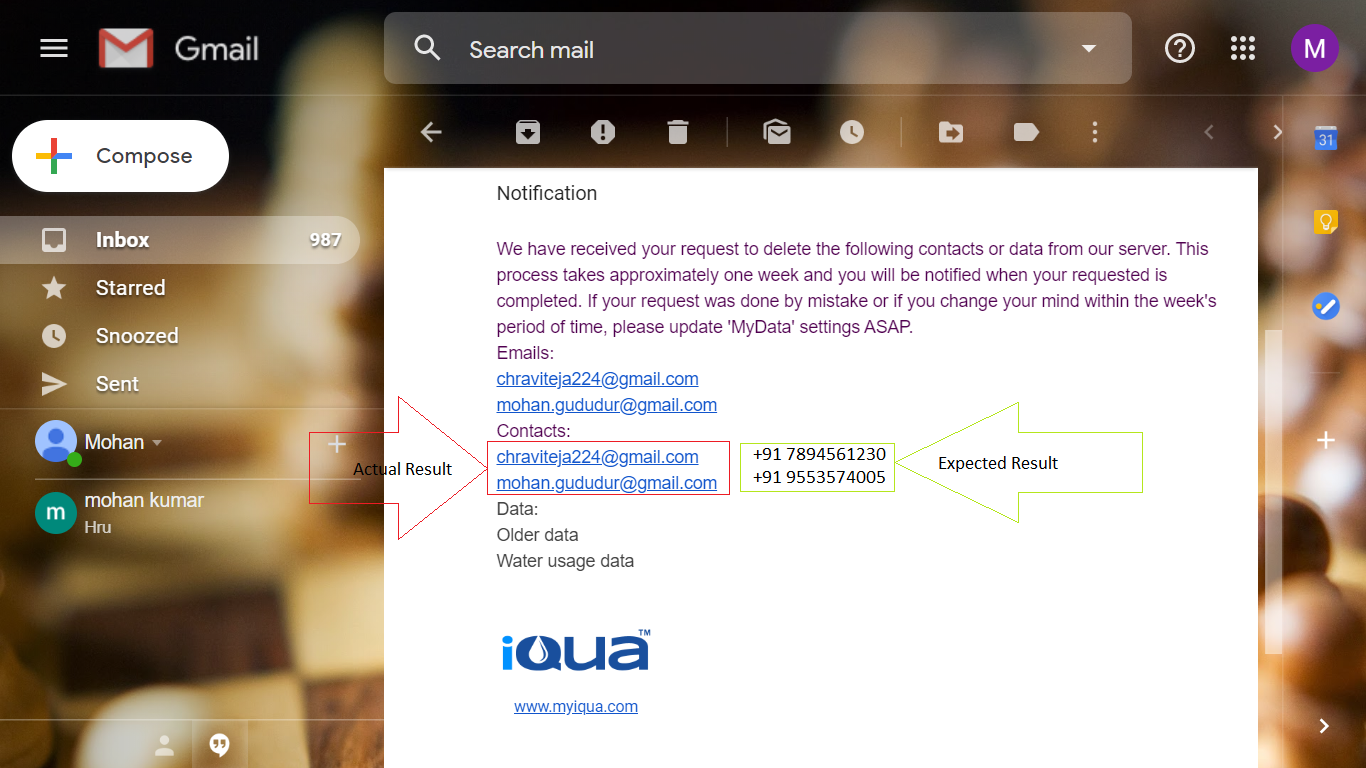 Gmail
Search mail
M
Compose
31
Notification
Inbox 987
We have received your request to delete the following contacts or data from our server. This
Starred
process takes approximately one week and you will be notified when your requested is
completed. If your request was done by mistake or if you change your mind within the week's
Snoozed
period of time, please update 'MyData' settings ASAP.
Emails:
Sent
chraviteja224@gmail.com
mohan.gududur@gmail.com
Mohan
Contacts:
Actual Result
chraviteja224@gmail.com
+91 7894561230
Expected Result
mohan.gududur@gmail.com
+91 9553574005
m
mohan kumar
Data:
Hru
Older data
Water usage data
iQua™
www.myiqua.com